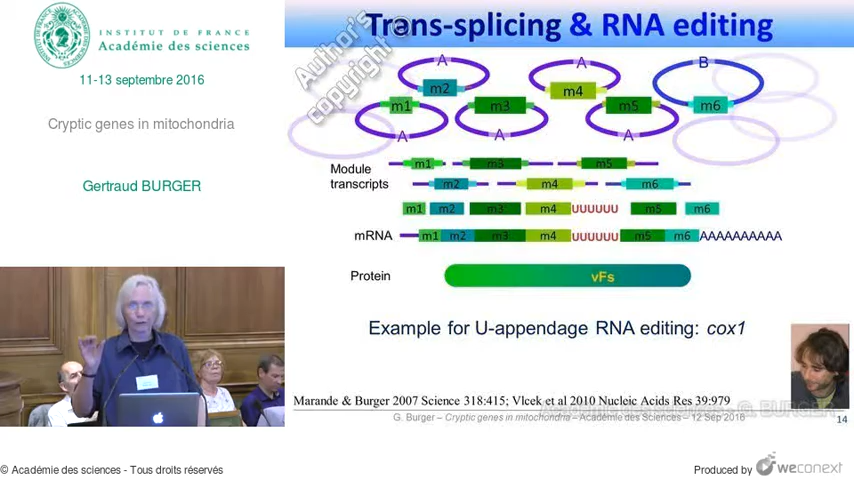 INSTITUT DE FRANCE
Académie des sciences
11-13 septembre 2016
Cryptic genes in mitochondria
Gertraud BURGER
Trans-splicing & RNA editing
Author's copyright ©
A
A
B
m2
m4
m1
m3
m5
m6
A
A
A
Module transcripts
m1
m3
m5
m2
m4
m6
m1 m2 m3 m4 UUUUUU m5 m6
mRNA
m1 m2 m3 m4 UUUUUU m5 m6 AAAAAAAAAA
Protein
vFs
Example for U-appendage RNA editing: cox1
Marande & Burger 2007 Science 318:415; Vlcek et al 2010 Nucleic Acids Res 39:979
G. Burger – Cryptic genes in mitochondria – Académie des Sciences – 12 Sep 2016
14
© Académie des sciences - Tous droits réservés
Produced by weconext